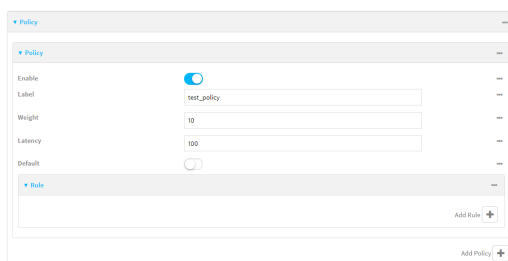 Policy
Policy
Enable
Label test_policy
Weight 10
Latency 100
Default
Rule
Add Rule
Add Policy